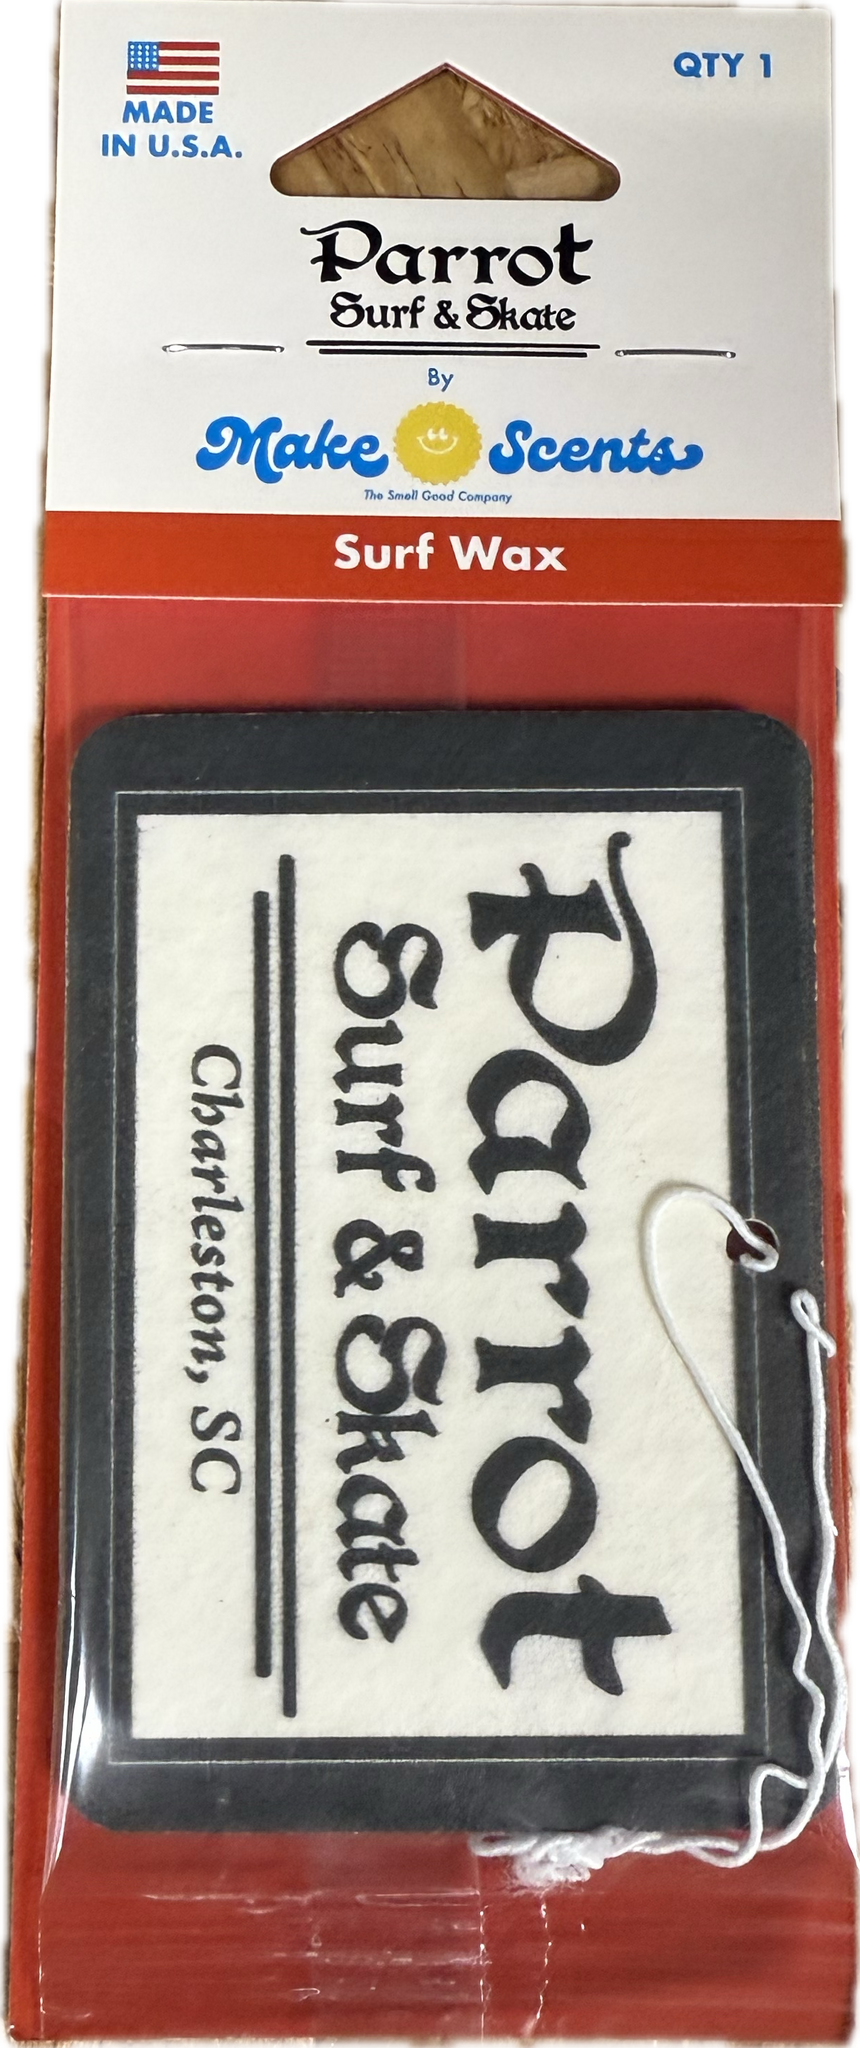 MADE
IN U.S.A.
QTY 1
Parrot
Surf & Skate
By
Make Scents
The Smell Good Company
Surf Wax
Parrot
Surf & Skate
Charleston, SC